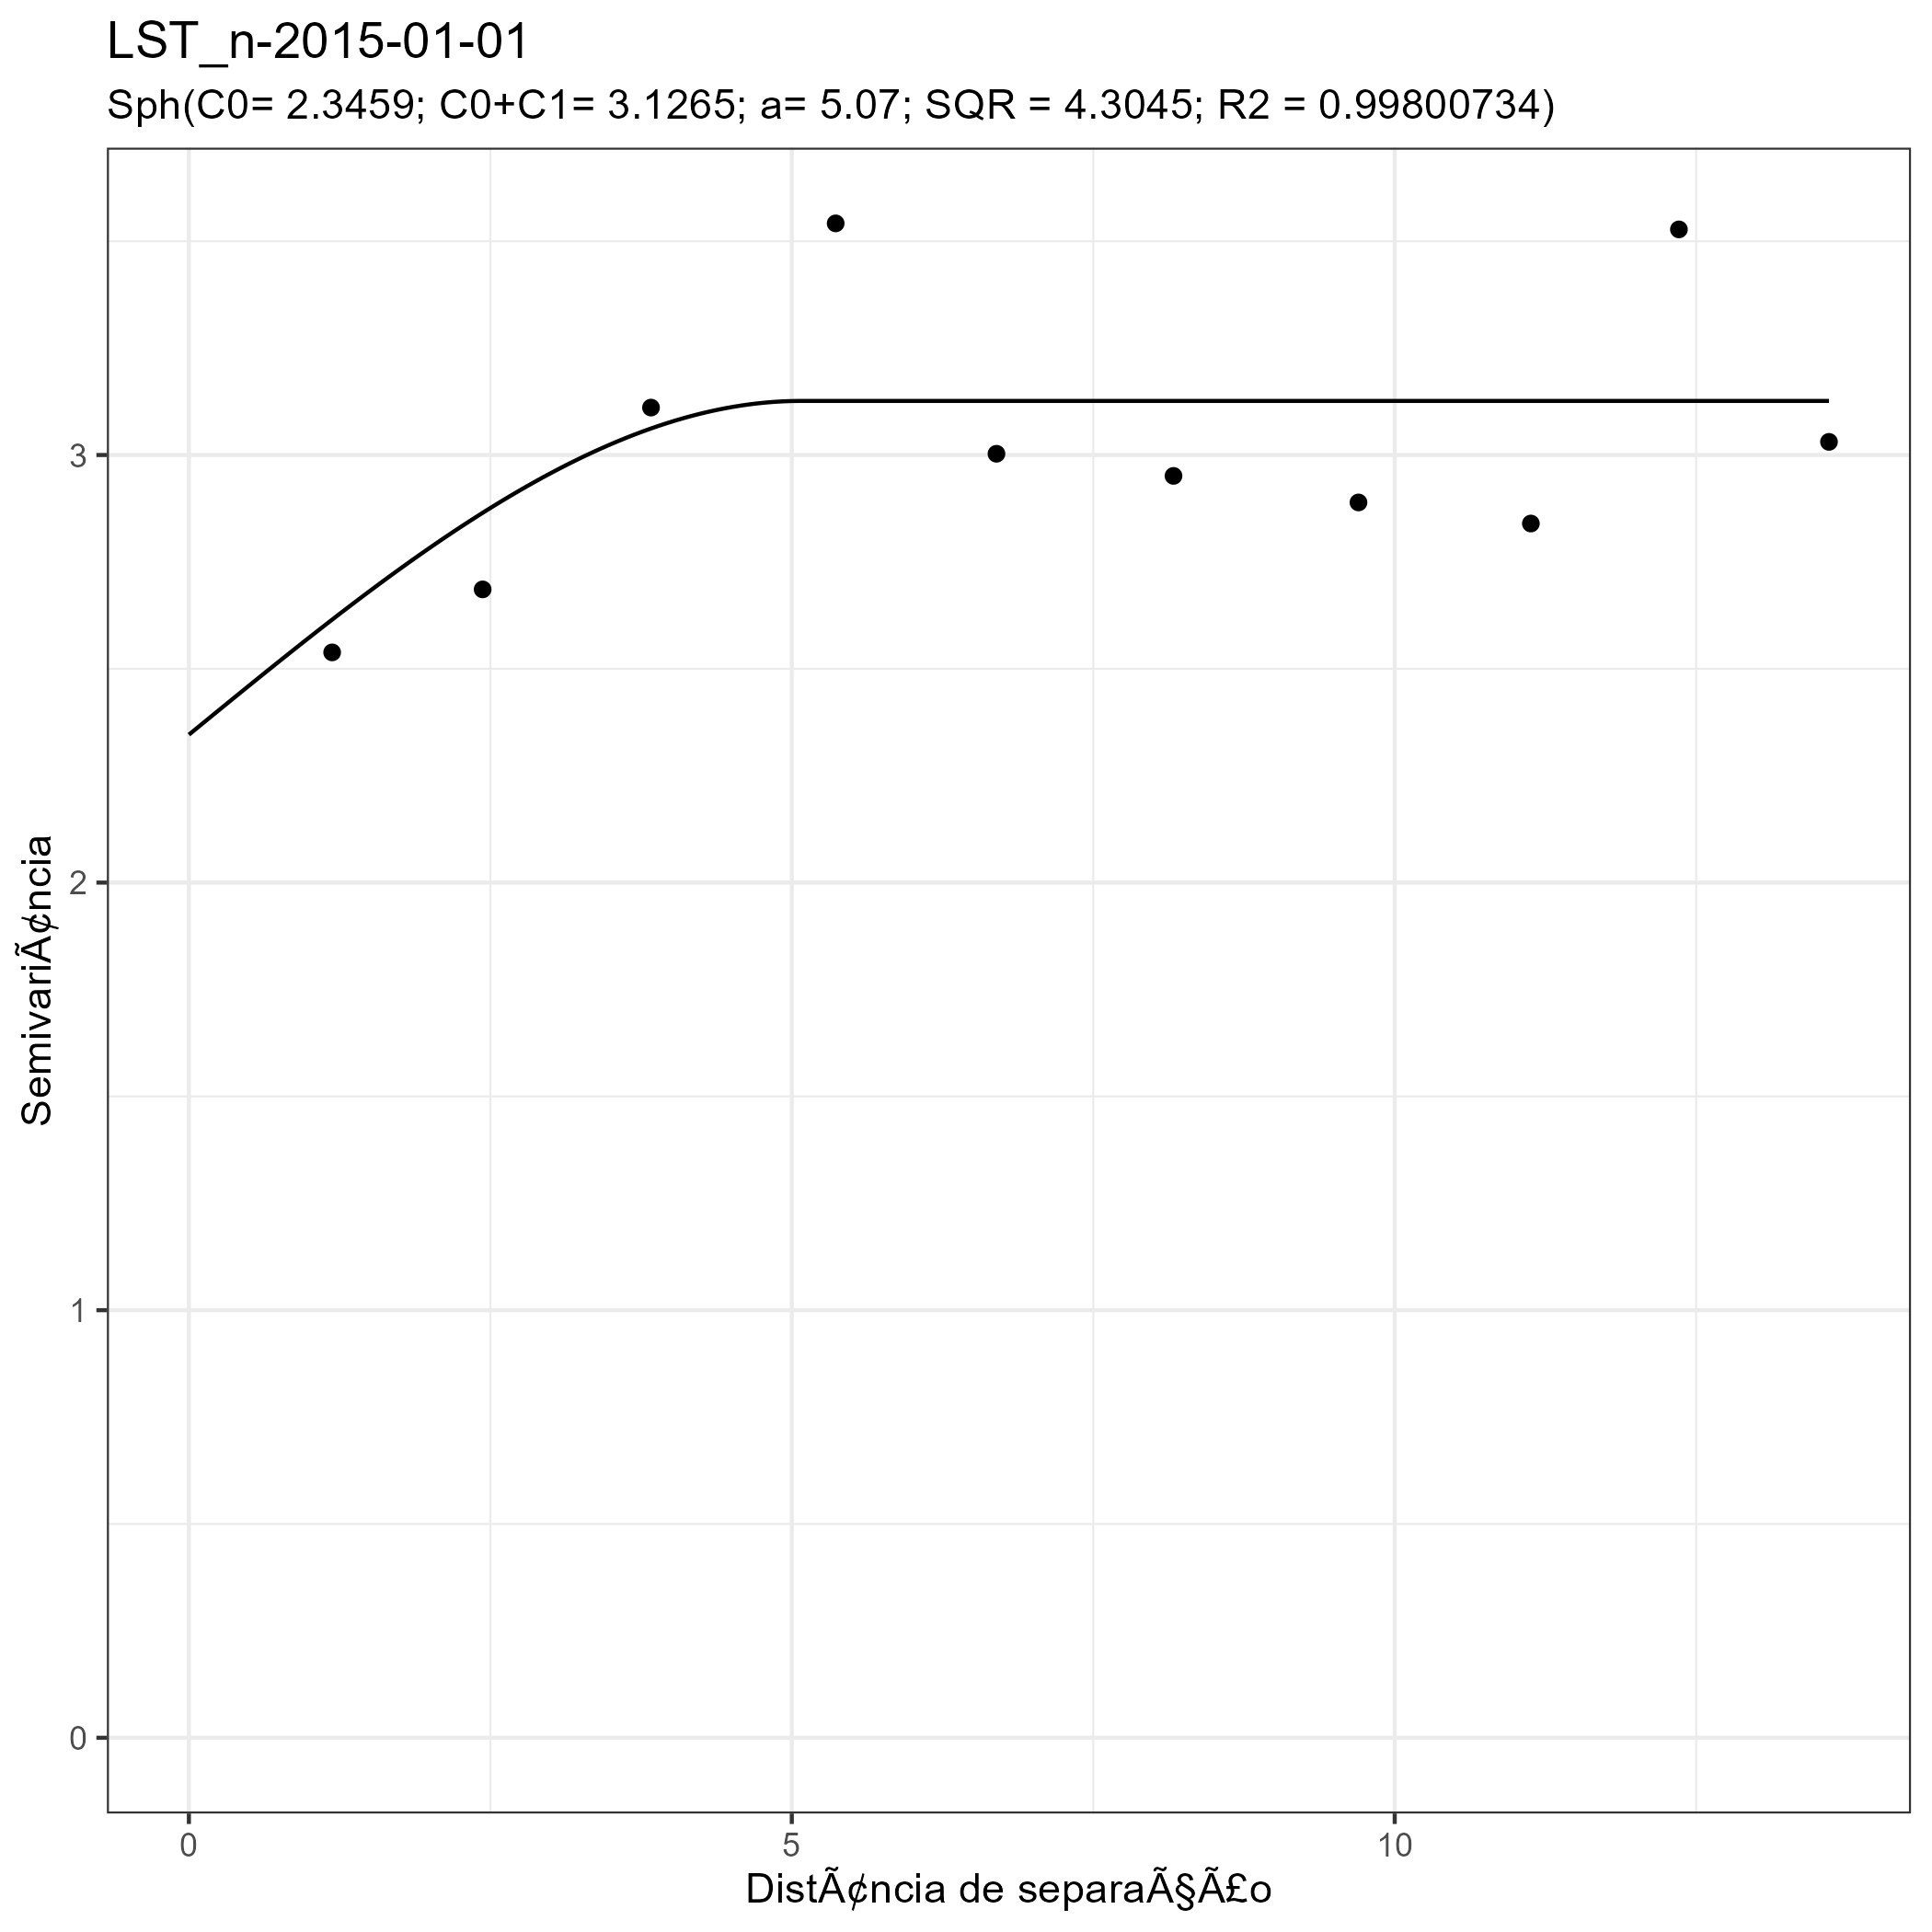 LST_n-2015-01-01
Sph(C0= 2.3459; C0+C1= 3.1265; a= 5.07; SQR = 4.3045; R2 = 0.99800734)
SemivariÃ¢ncia
3
2
1
0
0
5
10
DistÃ¢ncia de separaÃ§Ã£o